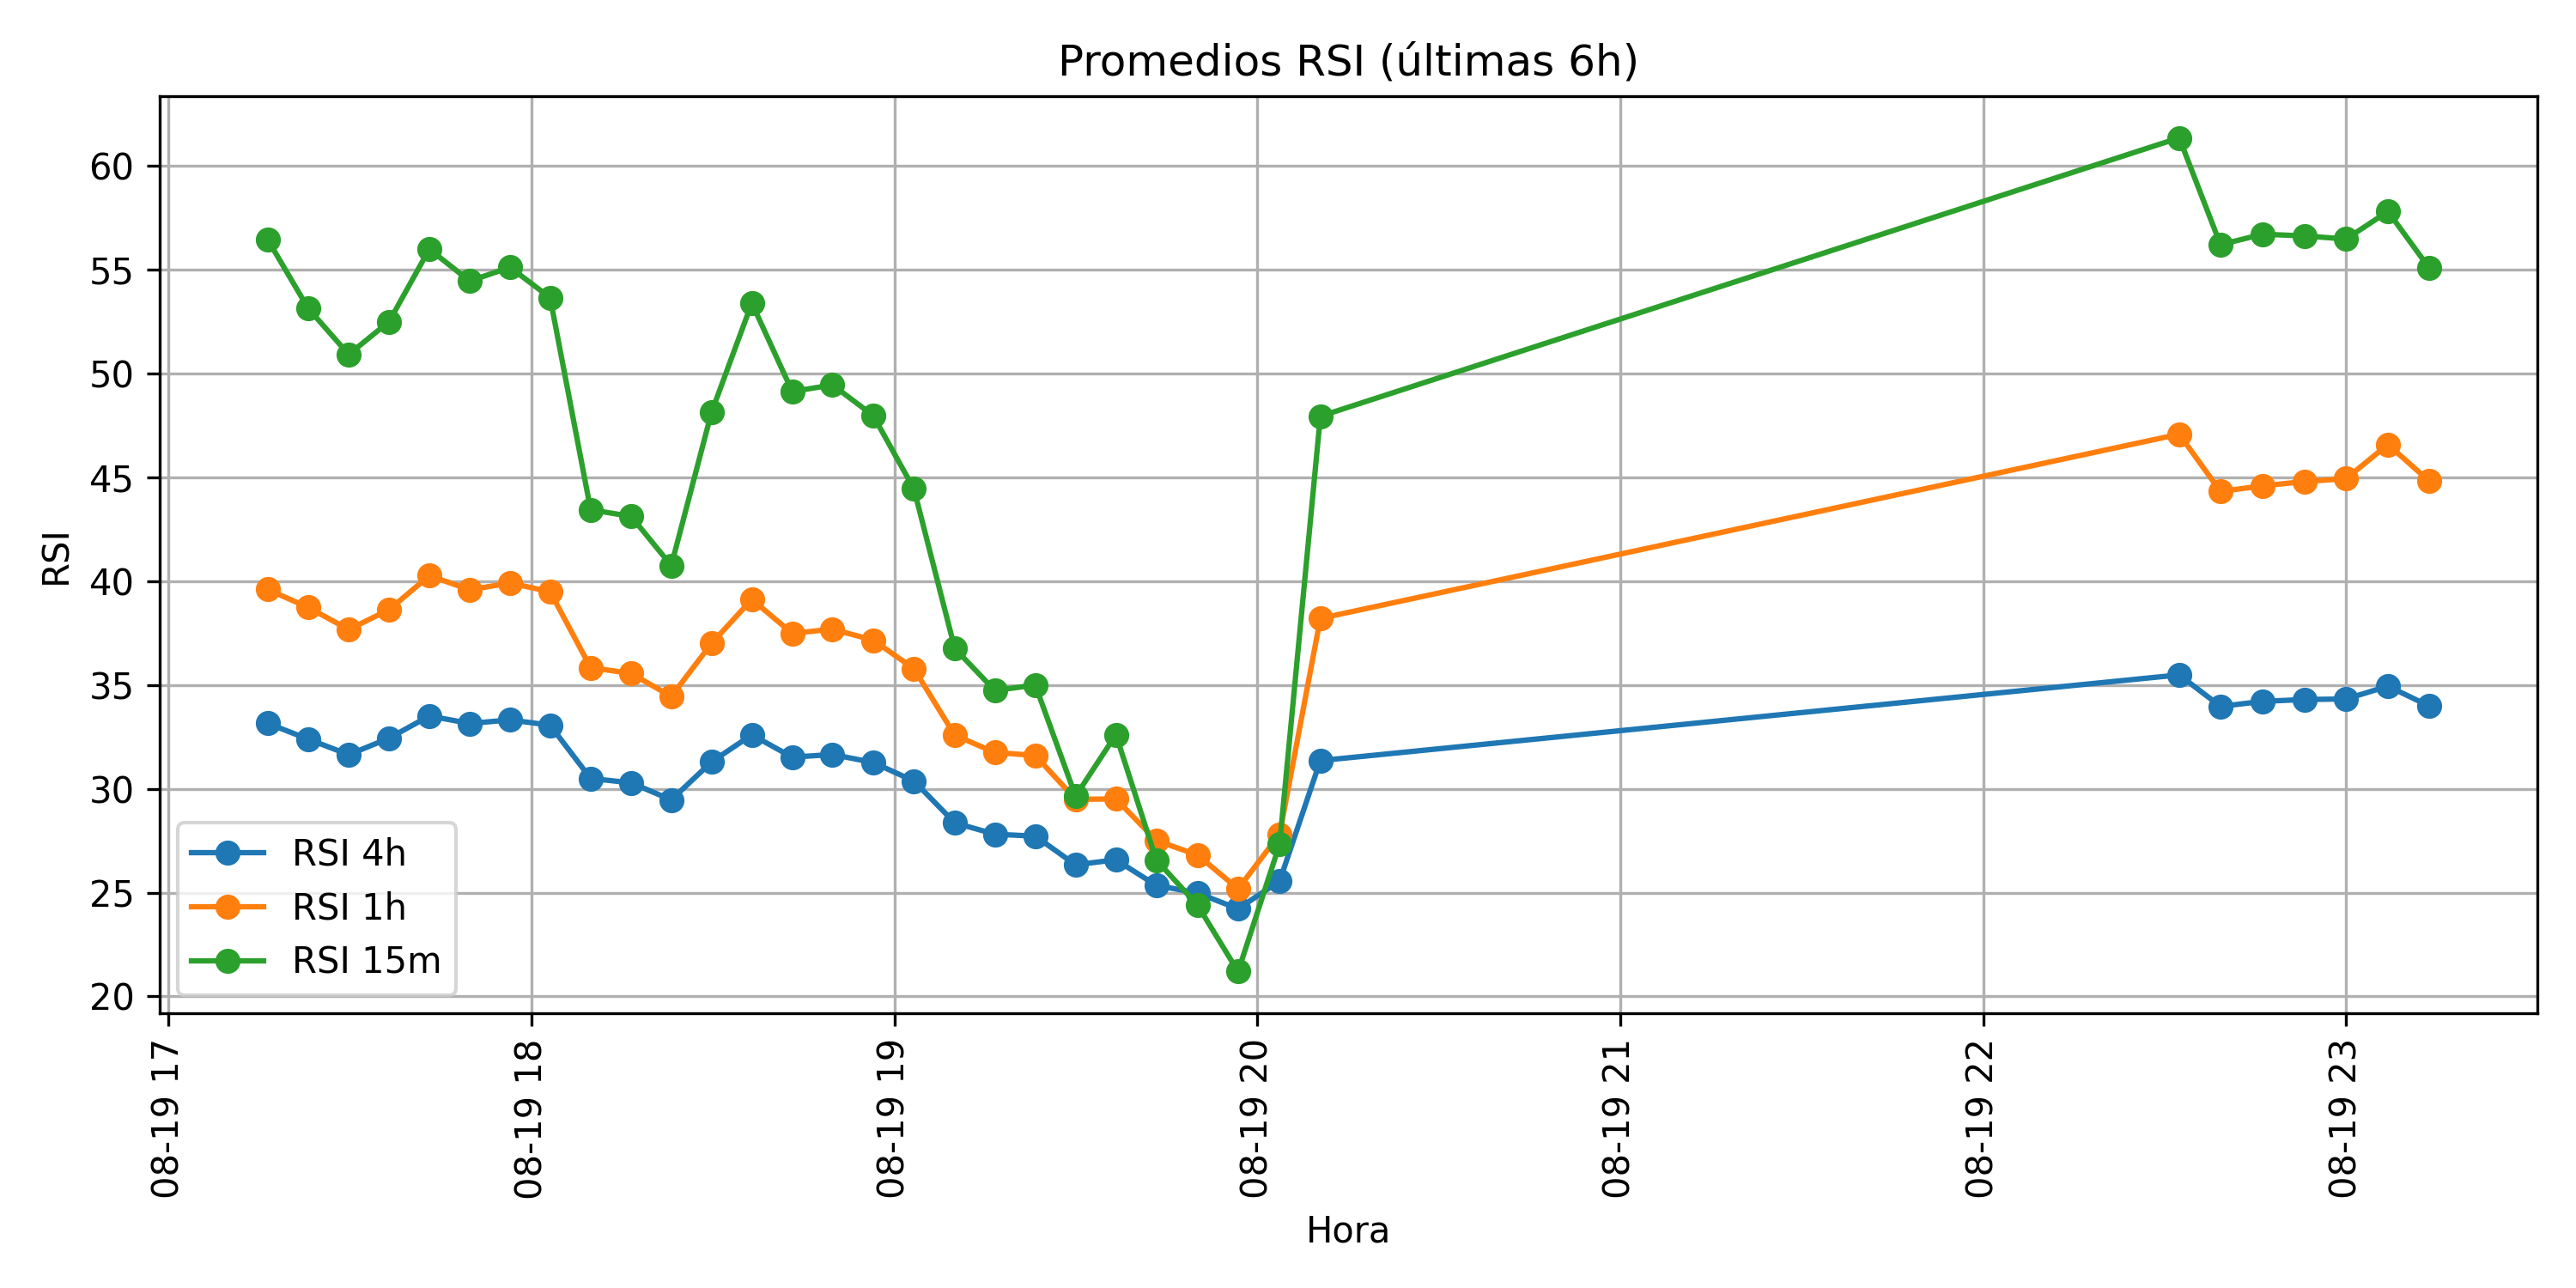 Promedios RSI (últimas 6h)
60
55
50
45
40
35
30
25
20
RSI
RSI 4h
RSI 1h
RSI 15m
08-19 17
08-19 18
08-19 19
08-19 20
08-19 21
08-19 22
08-19 23
Hora